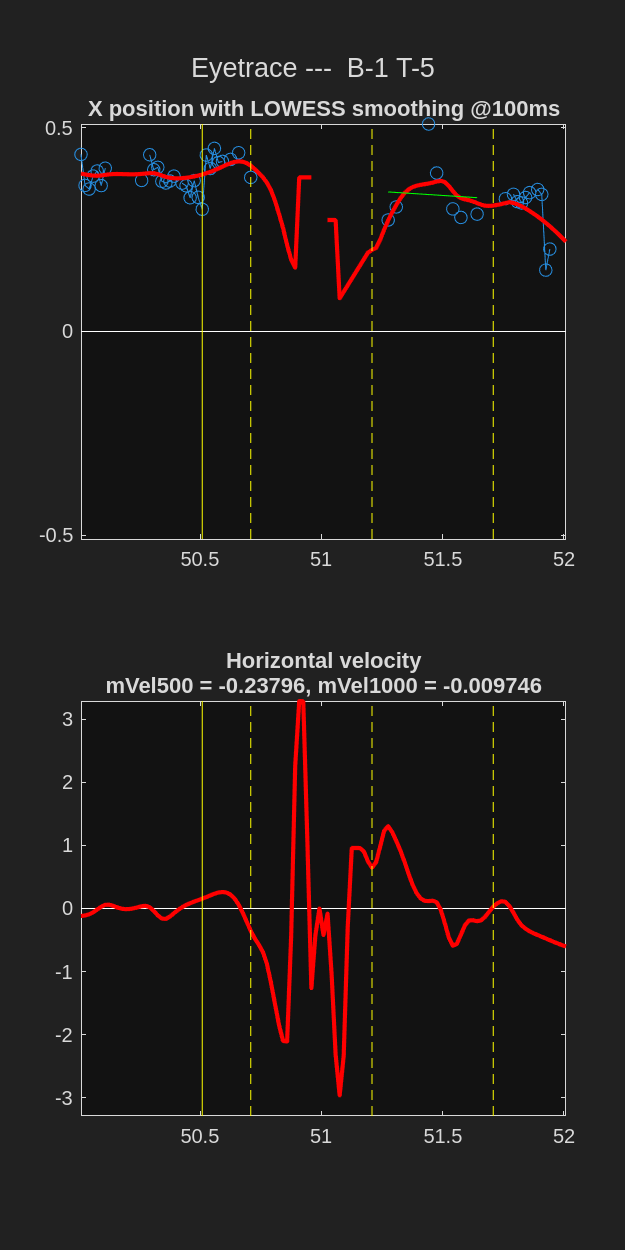 Eyetrace ---  B-1 T-5
X position with LOWESS smoothing @100ms
0.5
0
-0.5
50.5 51 51.5 52
Horizontal velocity
mVel500 = -0.23796, mVel1000 = -0.009746
3
2
1
0
-1
-2
-3
50.5 51 51.5 52